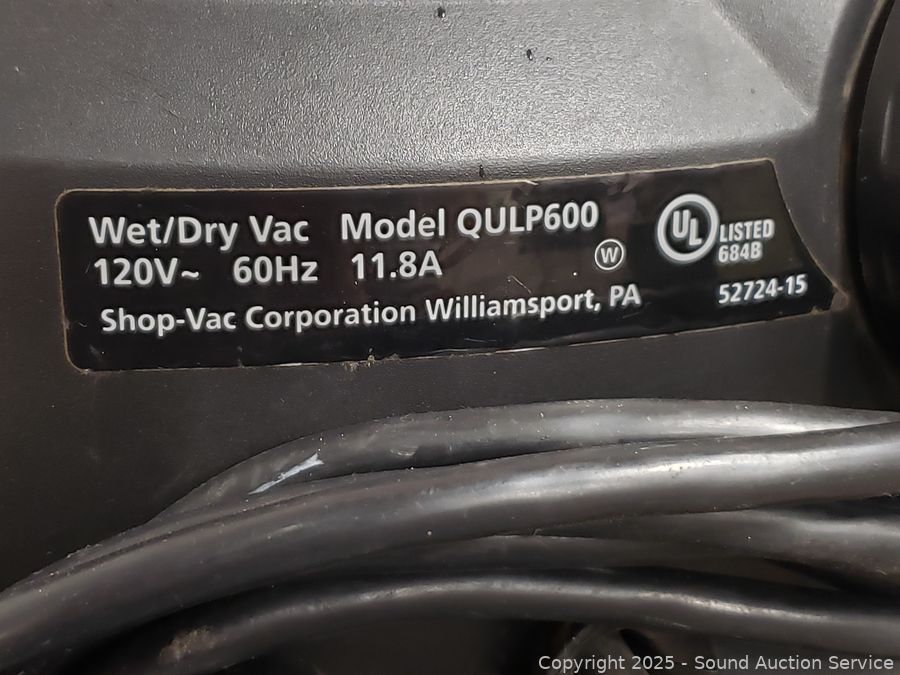 Wet/Dry Vac Model QULP600
120V~ 60Hz 11.8A
W
Shop-Vac Corporation Williamsport, PA
UL LISTED
684B
52724-15
Copyright 2025 - Sound Auction Service